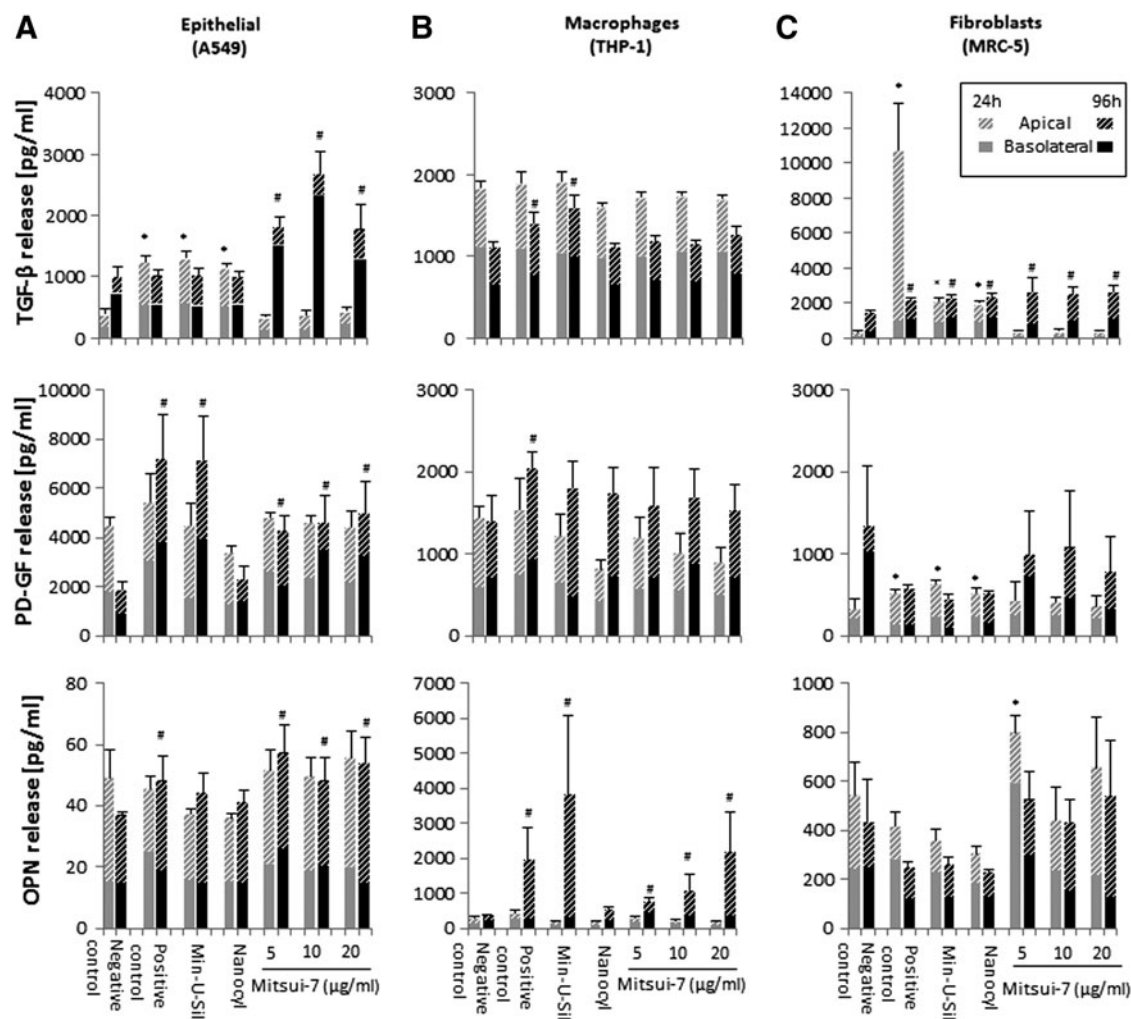 A
Epithelial
(A549)
B
Macrophages
(THP-1)
C
Fibroblasts
(MRC-5)
TGF-β release [pg/ml]
4000
3000
2000
1000
0
*
*
*
#
#
#
3000
2000
1000
0
#
#
14000
12000
10000
8000
6000
4000
2000
0
*
#
*
#
*
#
#
#
#
24h 96h
Apical
Basolateral
PD-GF release [pg/ml]
10000
8000
6000
4000
2000
0
#
#
#
#
#
3000
2000
1000
0
#
3000
2000
1000
0
*
*
*
OPN release [pg/ml]
80
60
40
20
0
#
#
#
#
7000
6000
5000
4000
3000
2000
1000
0
#
#
#
#
#
1000
800
600
400
200
0
*
Negative
control
Positive
control
Min-U-Sil
Nanocyl
5 10 20
Mitsui-7 (μg/ml)
Negative
control
Positive
control
Min-U-Sil
Nanocyl
5 10 20
Mitsui-7 (μg/ml)
Negative
control
Positive
control
Min-U-Sil
Nanocyl
5 10 20
Mitsui-7 (μg/ml)